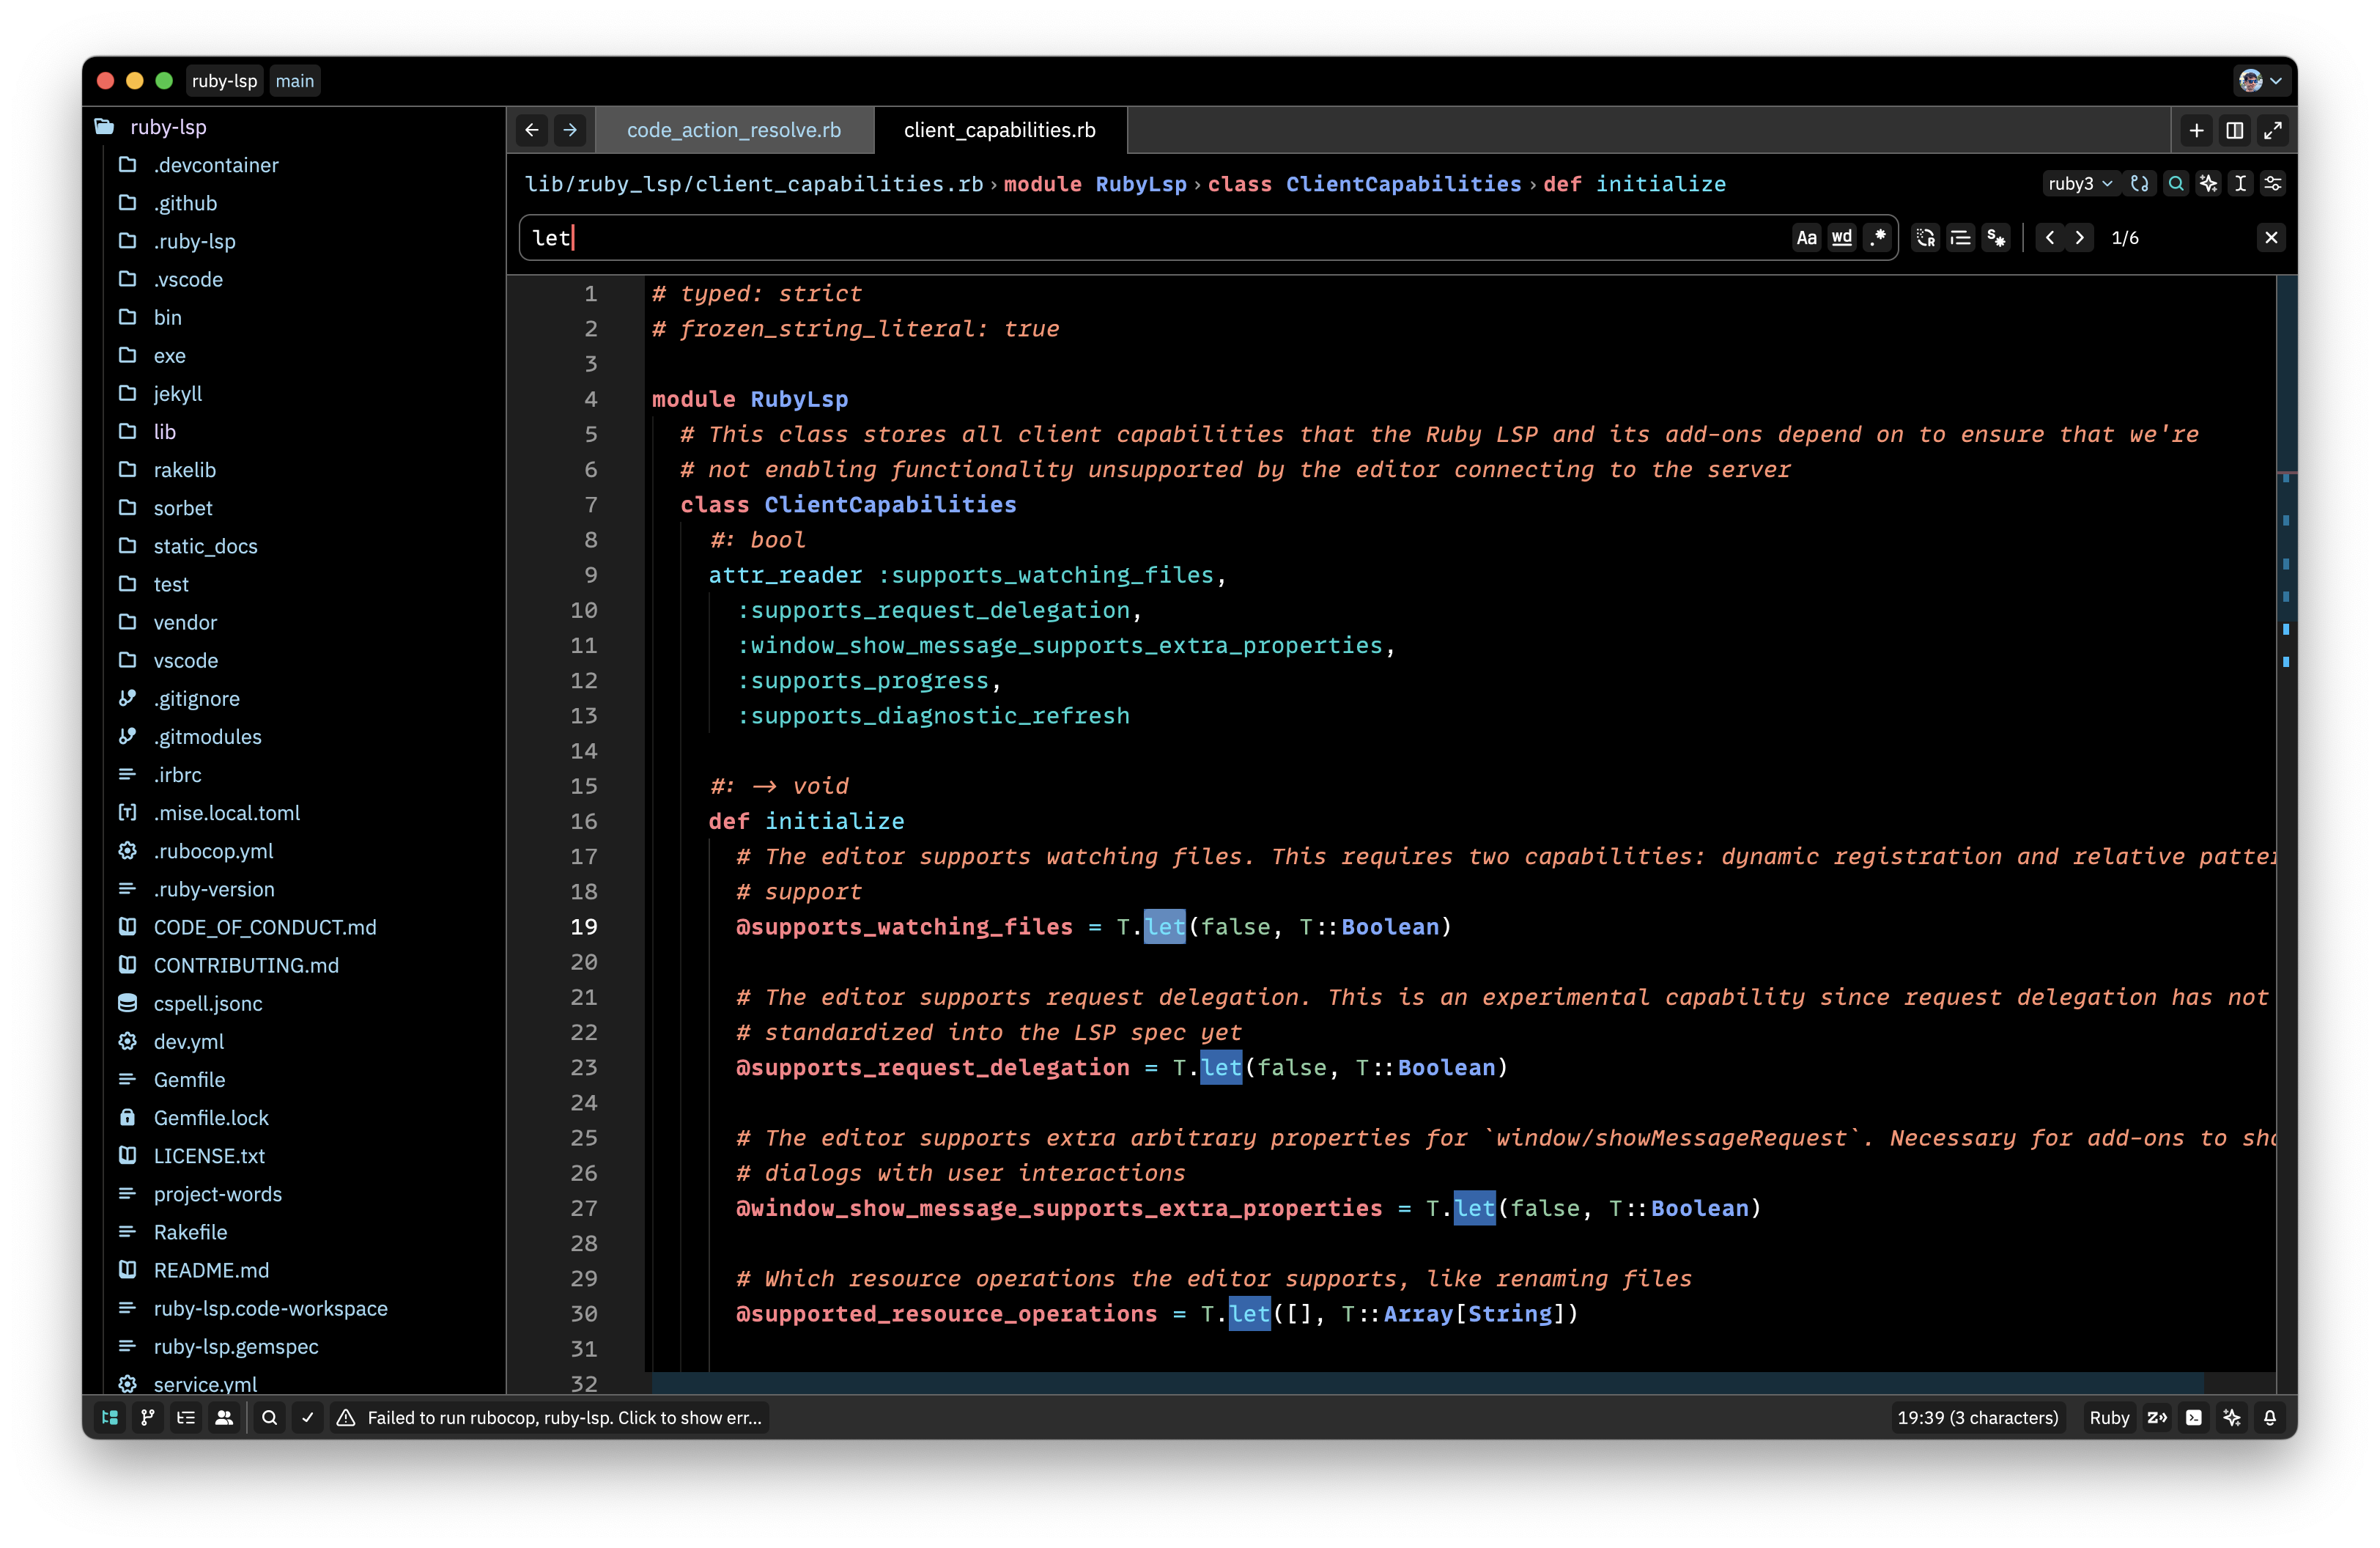 ruby-lsp main
ruby-lsp
.devcontainer
.github
.ruby-lsp
.vscode
bin
exe
jekyll
lib
rakelib
sorbet
static_docs
test
vendor
vscode
.gitignore
.gitmodules
.irbrc
.mise.local.toml
.rubocop.yml
.ruby-version
CODE_OF_CONDUCT.md
CONTRIBUTING.md
cspell.jsonc
dev.yml
Gemfile
Gemfile.lock
LICENSE.txt
project-words
Rakefile
README.md
ruby-lsp.code-workspace
ruby-lsp.gemspec
service.yml
code_action_resolve.rb client_capabilities.rb
lib/ruby_lsp/client_capabilities.rb › module RubyLsp › class ClientCapabilities › def initialize ruby3
let Aa wd .* 1/6
1 # typed: strict
2 # frozen_string_literal: true
3
4 module RubyLsp
5 # This class stores all client capabilities that the Ruby LSP and its add-ons depend on to ensure that we're
6 # not enabling functionality unsupported by the editor connecting to the server
7 class ClientCapabilities
8 #: bool
9 attr_reader :supports_watching_files,
10 :supports_request_delegation,
11 :window_show_message_supports_extra_properties,
12 :supports_progress,
13 :supports_diagnostic_refresh
14
15 #: -> void
16 def initialize
17 # The editor supports watching files. This requires two capabilities: dynamic registration and relative patter
18 # support
19 @supports_watching_files = T.let(false, T::Boolean)
20
21 # The editor supports request delegation. This is an experimental capability since request delegation has not
22 # standardized into the LSP spec yet
23 @supports_request_delegation = T.let(false, T::Boolean)
24
25 # The editor supports extra arbitrary properties for `window/showMessageRequest`. Necessary for add-ons to sho
26 # dialogs with user interactions
27 @window_show_message_supports_extra_properties = T.let(false, T::Boolean)
28
29 # Which resource operations the editor supports, like renaming files
30 @supported_resource_operations = T.let([], T::Array[String])
31
32
Failed to run rubocop, ruby-lsp. Click to show err... 19:39 (3 characters) Ruby